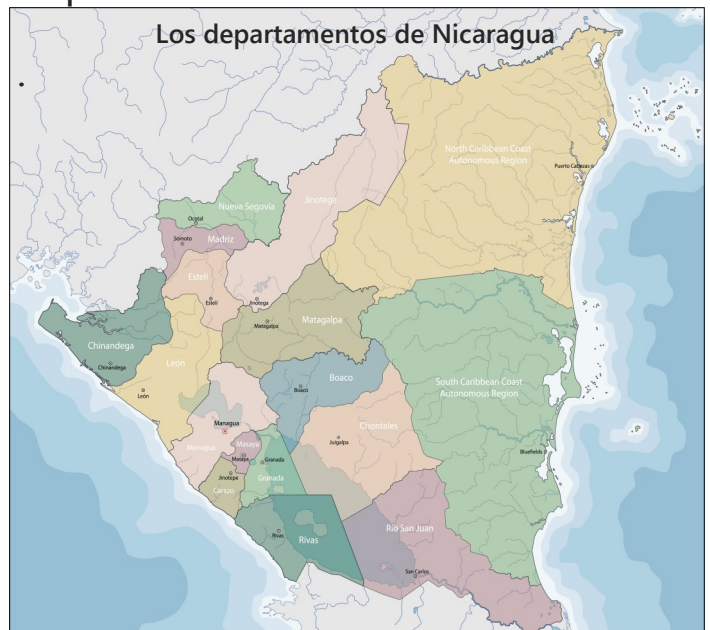 Los departamentos de Nicaragua
North Caribbean Coast
Autonomous Region
Puerto Cabezas
Jinotega
Nueva Segovia
Ocotal
Somoto
Madriz
Estelí
Estelí
Jinotega
Matagalpa
Matagalpa
Chinandega
Chinandega
León
León
Boaco
Boaco
South Caribbean Coast
Autonomous Region
Chontales
Juigalpa
Bluefields
Managua
Managua
Masaya
Masaya
Granada
Granada
Jinotepe
Carazo
Rivas
Rivas
Río San Juan
San Carlos